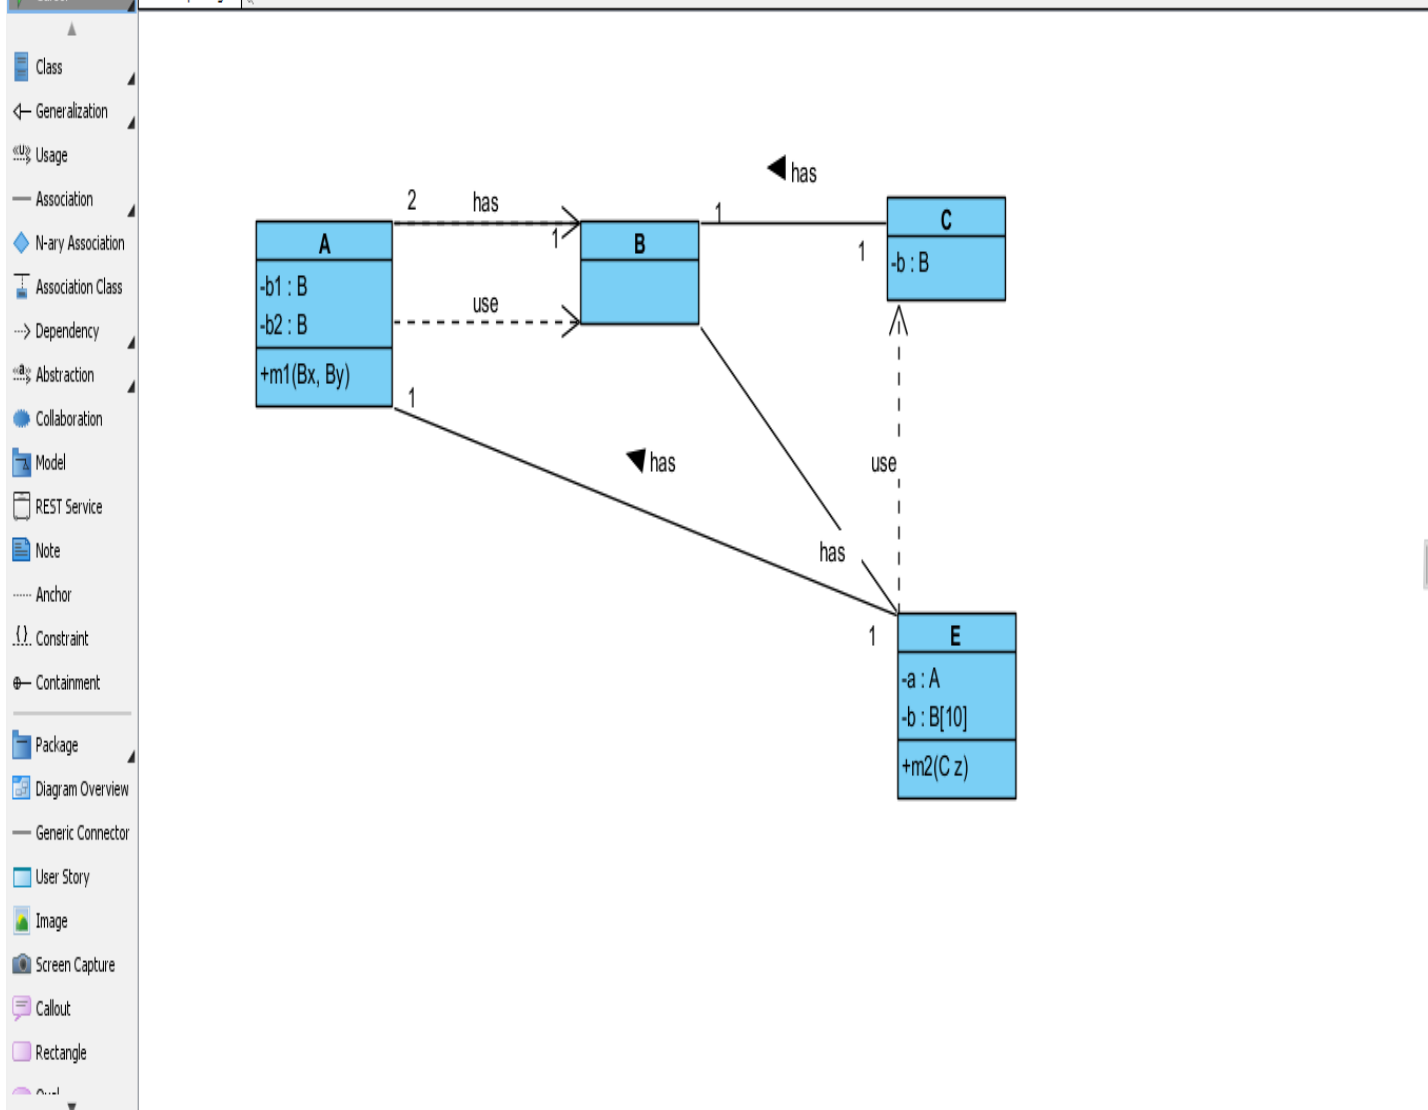 Class
Generalization
Usage
Association
N-ary Association
Association Class
Dependency
Abstraction
Collaboration
Model
REST Service
Note
Anchor
Constraint
Containment
Package
Diagram Overview
Generic Connector
User Story
Image
Screen Capture
Callout
Rectangle
has
2 has
1
1
A
-b1 : B
-b2 : B
+m1(Bx, By)
B
C
-b : B
1
use
1
has
use
has
1
E
-a : A
-b : B[10]
+m2(C z)